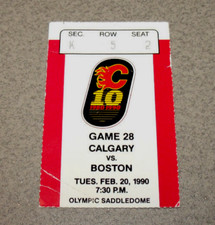 SEC. ROW SEAT
K 3 2
C
10
GAME 28
CALGARY
VS.
BOSTON
TUES. FEB. 20, 1990
7:30 P.M.
OLYMPIC SADDLEDOME